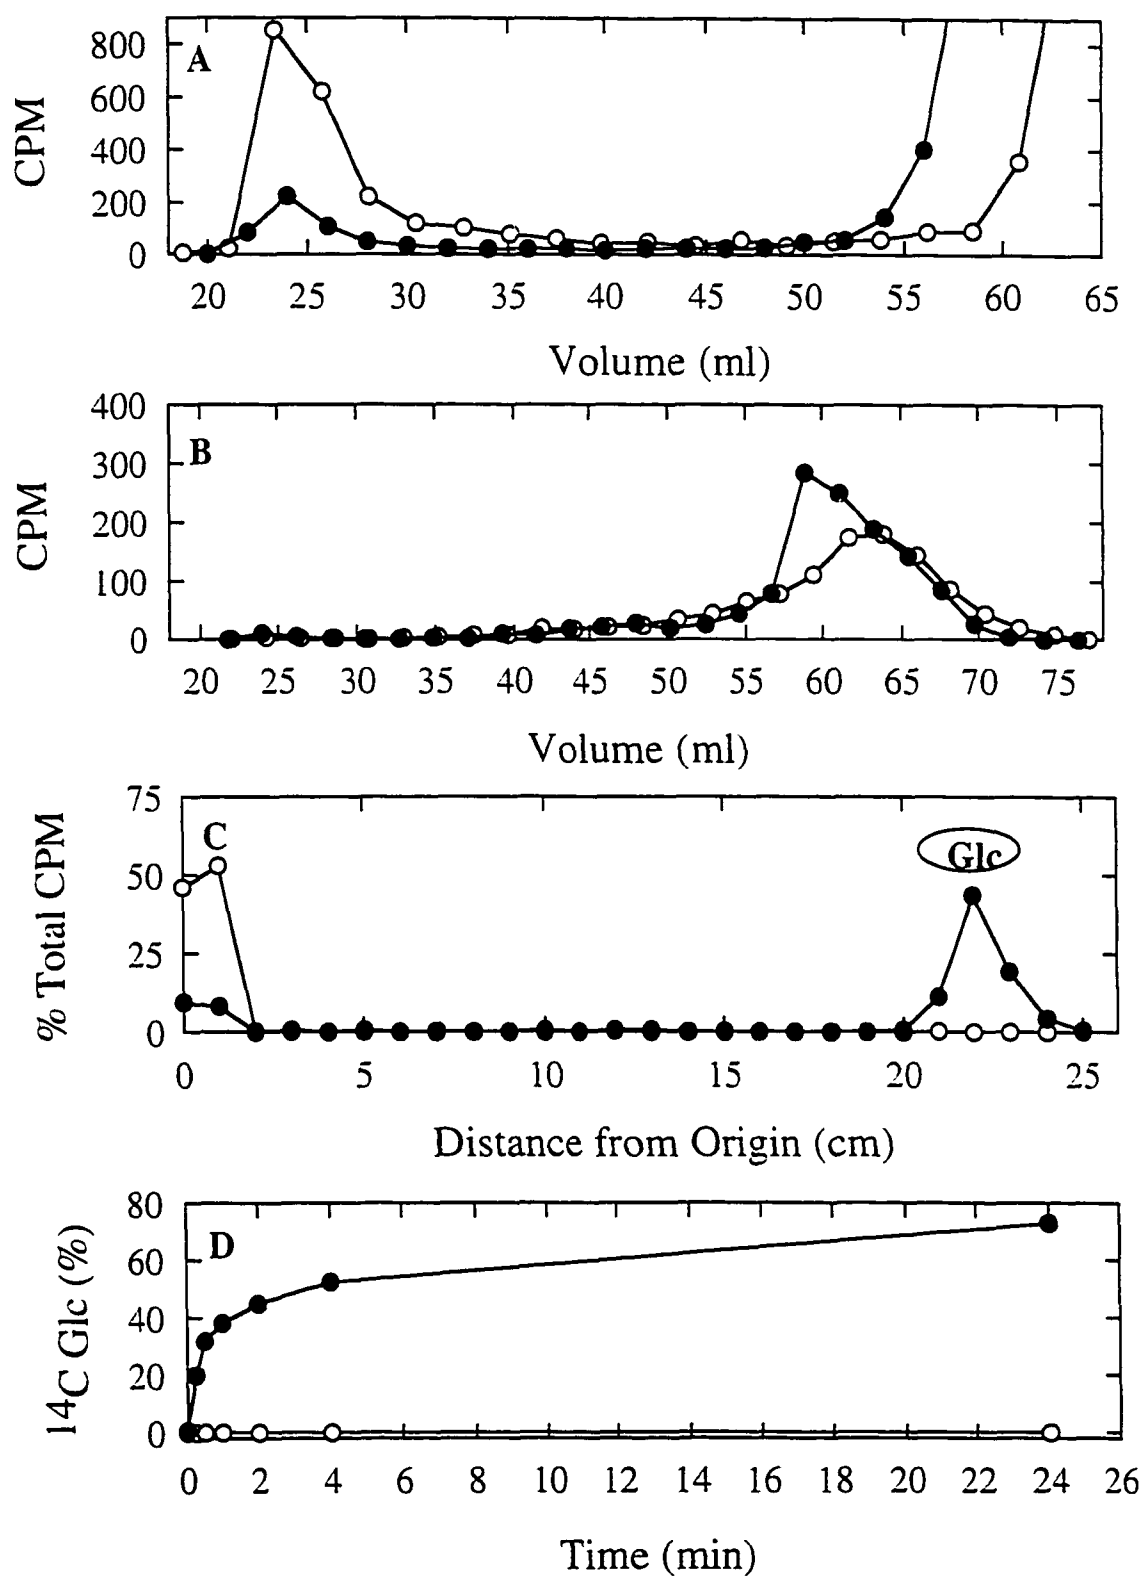 A
CPM
800
600
400
200
0
20 25 30 35 40 45 50 55 60 65
Volume (ml)
B
CPM
400
300
200
100
0
20 25 30 35 40 45 50 55 60 65 70 75
Volume (ml)
C
Glc
% Total CPM
75
50
25
0
0 5 10 15 20 25
Distance from Origin (cm)
D
14C Glc (%)
80
60
40
20
0
0 2 4 6 8 10 12 14 16 18 20 22 24 26
Time (min)